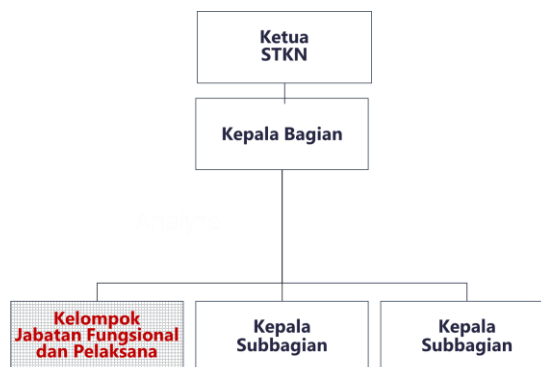 Ketua
STKN
Kepala Bagian
Kelompok
Jabatan Fungsional
dan Pelaksana
Kepala
Subbagian
Kepala
Subbagian